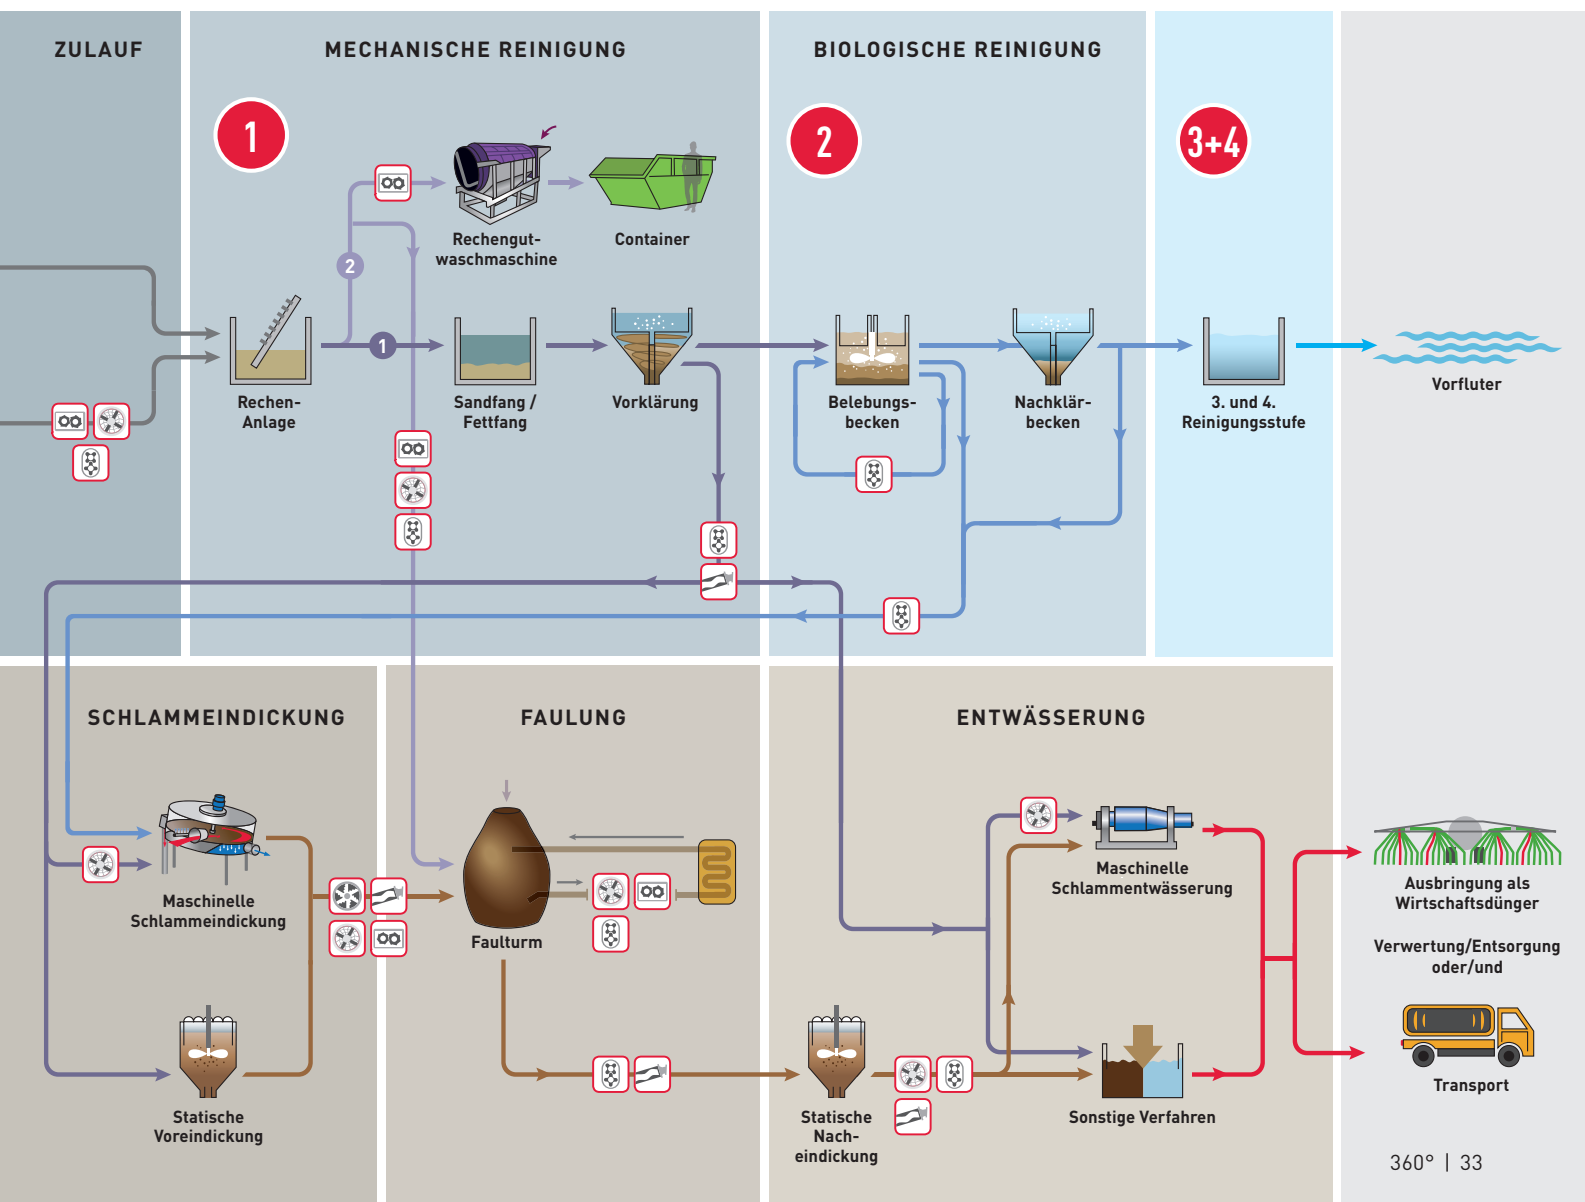 ZULAUF
MECHANISCHE REINIGUNG
BIOLOGISCHE REINIGUNG
1
2
3+4
Rechengut-
waschmaschine
Container
2
1
Rechen-
Anlage
Sandfang /
Fettfang
Vorklärung
Belebungs-
becken
Nachklär-
becken
3. und 4.
Reinigungsstufe
Vorfluter
SCHLAMMEINDICKUNG
FAULUNG
ENTWÄSSERUNG
Maschinelle
Schlammeindickung
Faulturm
Maschinelle
Schlammentwässerung
Ausbringung als
Wirtschaftsdünger
Verwertung/Entsorgung
oder/und
Statische
Voreindickung
Statische
Nach-
eindickung
Sonstige Verfahren
Transport
360° | 33